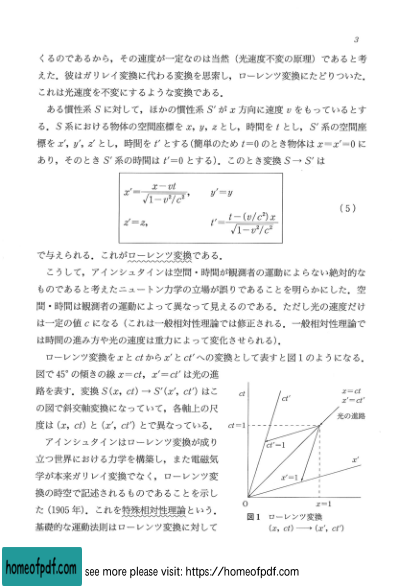 3
くるのであるから，その速度が一定なのは当然（光速度不変の原理）であると考
えた．彼はガリレイ変換に代わる変換を思索し，ローレンツ変換にたどりついた．
これは光速度を不変にするような変換である．
ある慣性系 S に対して，ほかの慣性系 S′ が x 方向に速度 v をもっているとす
る．S 系における物体の空間座標を x, y, z とし，時間を t とし，S′ 系の空間座
標を x′, y′, z′ とし，時間を t′ とする(簡単のため t=0 のとき物体は x=x′=0 に
あり，そのとき S′ 系の時間は t′=0 とする)．このとき変換 S→S′ は
x′=(x−vt)/√(1−v²/c²), y′=y
z′=z, t′=(t−(v/c²)x)/√(1−v²/c²)
(5)
で与えられる．これがローレンツ変換である．
こうして，アインシュタインは空間・時間が観測者の運動によらない絶対的な
ものであると考えたニュートン力学の立場が誤りであることを明らかにした．空
間・時間は観測者の運動によって異なって見えるのである．ただし光の速度だけ
は一定の値 c になる（これは一般相対性理論では修正される．一般相対性理論で
は時間の進み方や光の速度は重力によって変化させられる）．
ローレンツ変換を x と ct から x′ と ct′ への変換として表すと図 1 のようになる．
図で 45° の傾きの線 x=ct, x′=ct′ は光の進
路を表す．変換 S(x, ct)→S′(x′, ct′) はこ
の図で斜交軸変換になっていて，各軸上の尺
度は (x, ct) と (x′, ct′) とで異なっている．
アインシュタインはローレンツ変換が成り
立つ世界における力学を構築し，また電磁気
学が本来ガリレイ変換でなく，ローレンツ変
換の時空で記述されるものであることを示し
た (1905 年)．これを特殊相対性理論という．
基礎的な運動法則はローレンツ変換に対して
ct
ct′
x=ct
x′=ct′
光の進路
ct=1
ct′=1
x′
x′=1
0
x=1
図 1 ローレンツ変換
(x, ct)⟶(x′, ct′)
homeofpdf.com
see more please visit: https://homeofpdf.com